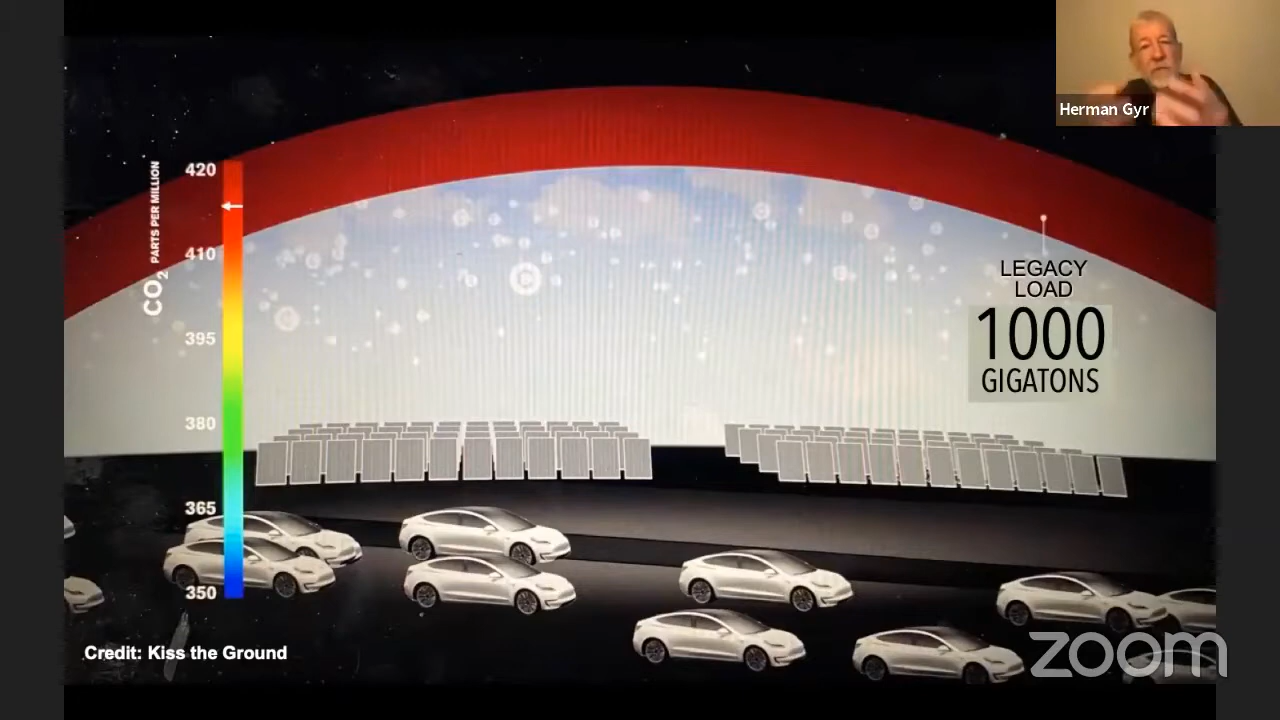 Herman Gyr
CO2 PARTS PER MILLION
420
410
395
380
365
350
LEGACY
LOAD
1000
GIGATONS
Credit: Kiss the Ground
zoom